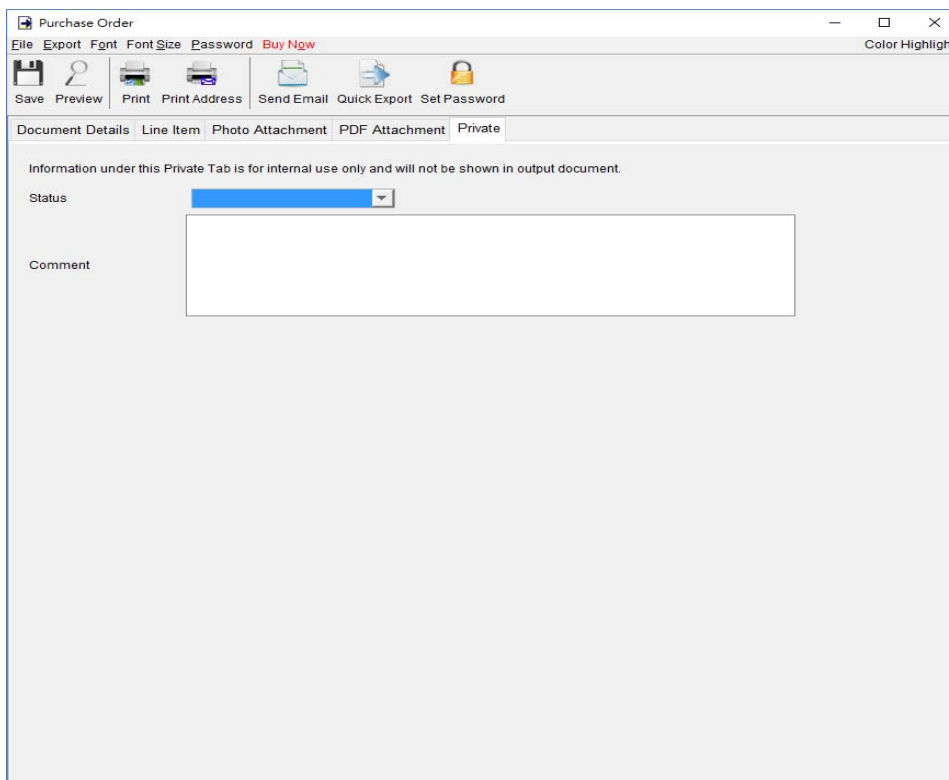 Purchase Order
File Export Font Font Size Password Buy Now Color Highligh
Save Preview Print Print Address Send Email Quick Export Set Password
Document Details Line Item Photo Attachment PDF Attachment Private
Information under this Private Tab is for internal use only and will not be shown in output document.
Status
Comment